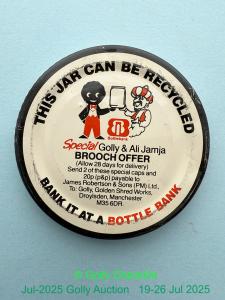 THIS JAR CAN BE RECYCLED
Special Golly & Ali Jamja
BROOCH OFFER
(Allow 28 days for delivery)
Send 2 of these special caps and
20p (p&p) payable to
James Robertson & Sons (PM) Ltd.,
To: Golly, Golden Shred Works,
Droylsden, Manchester
M35 6DR.
BANK IT AT A BOTTLE BANK
Jul-2025 Golly Auction 19-26 Jul 2025